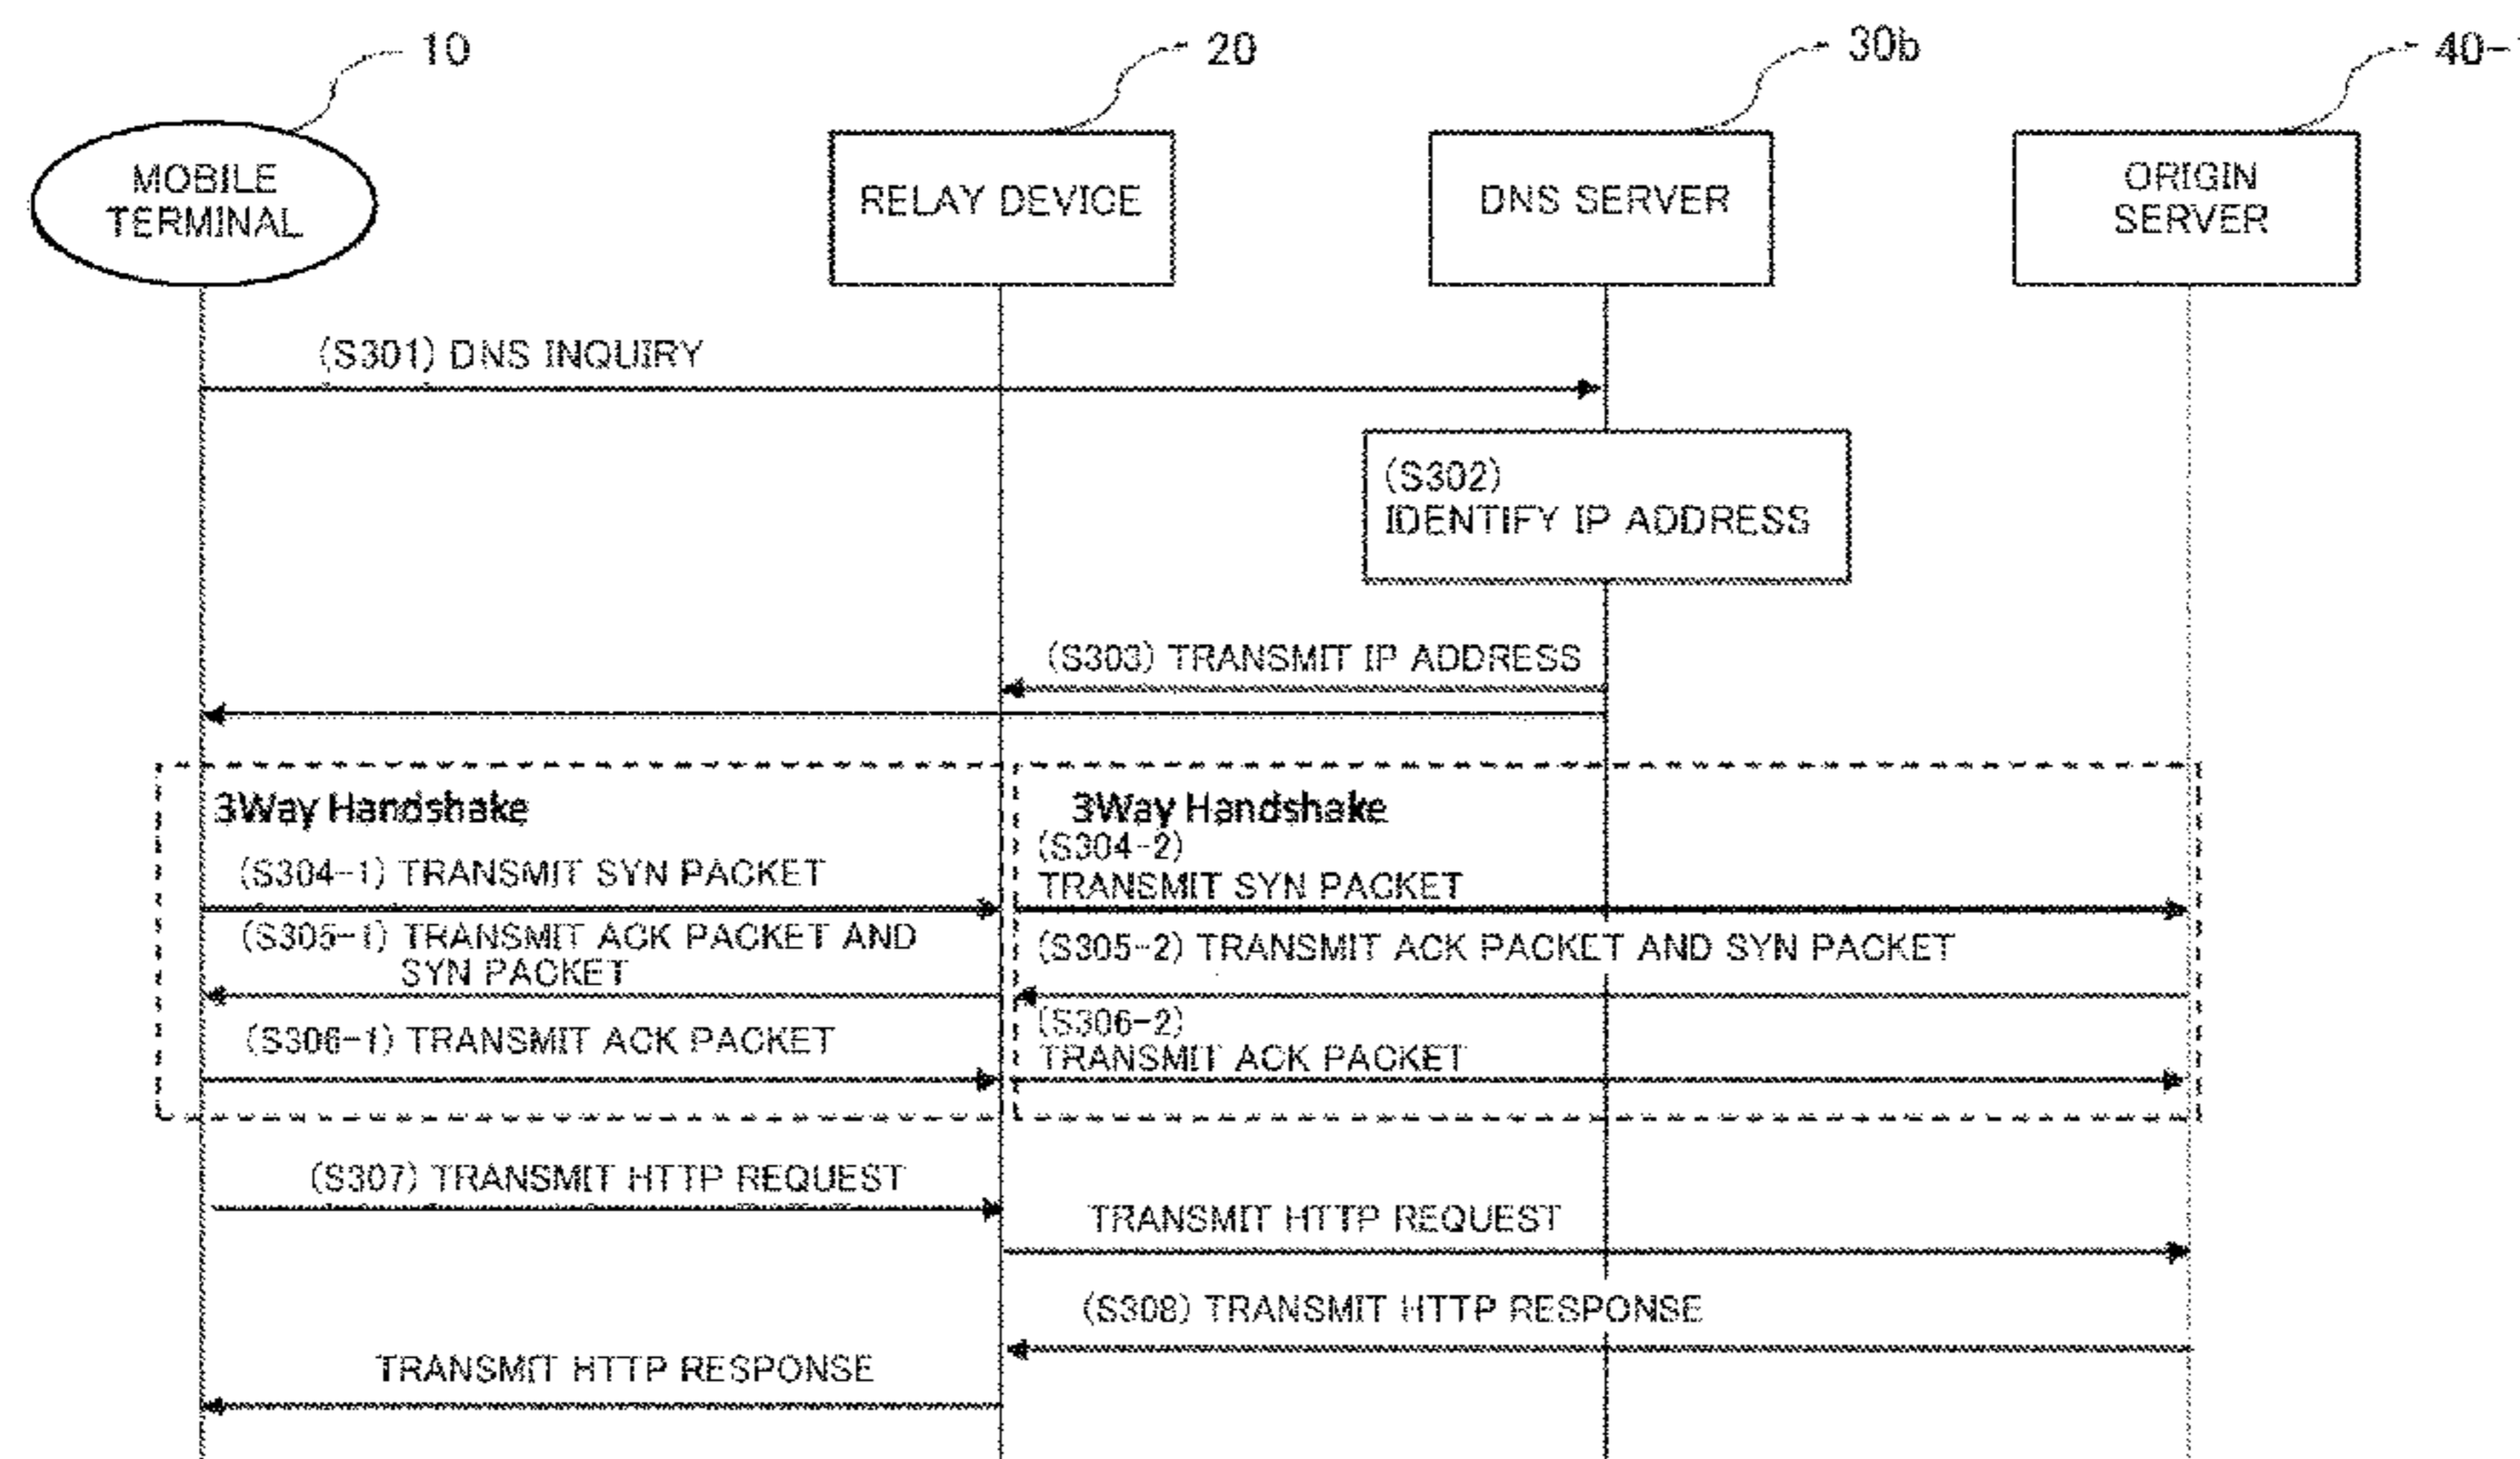 10
20
30b
40-
MOBILE
TERMINAL
RELAY DEVICE
DNS SERVER
ORIGIN
SERVER
(S301) DNS INQUIRY
(S302)
IDENTIFY IP ADDRESS
(S303) TRANSMIT IP ADDRESS
3Way Handshake
3Way Handshake
(S304-1) TRANSMIT SYN PACKET
(S304-2)
TRANSMIT SYN PACKET
(S305-1) TRANSMIT ACK PACKET AND
SYN PACKET
(S305-2) TRANSMIT ACK PACKET AND SYN PACKET
(S306-1) TRANSMIT ACK PACKET
(S306-2)
TRANSMIT ACK PACKET
(S307) TRANSMIT HTTP REQUEST
TRANSMIT HTTP REQUEST
(S308) TRANSMIT HTTP RESPONSE
TRANSMIT HTTP RESPONSE